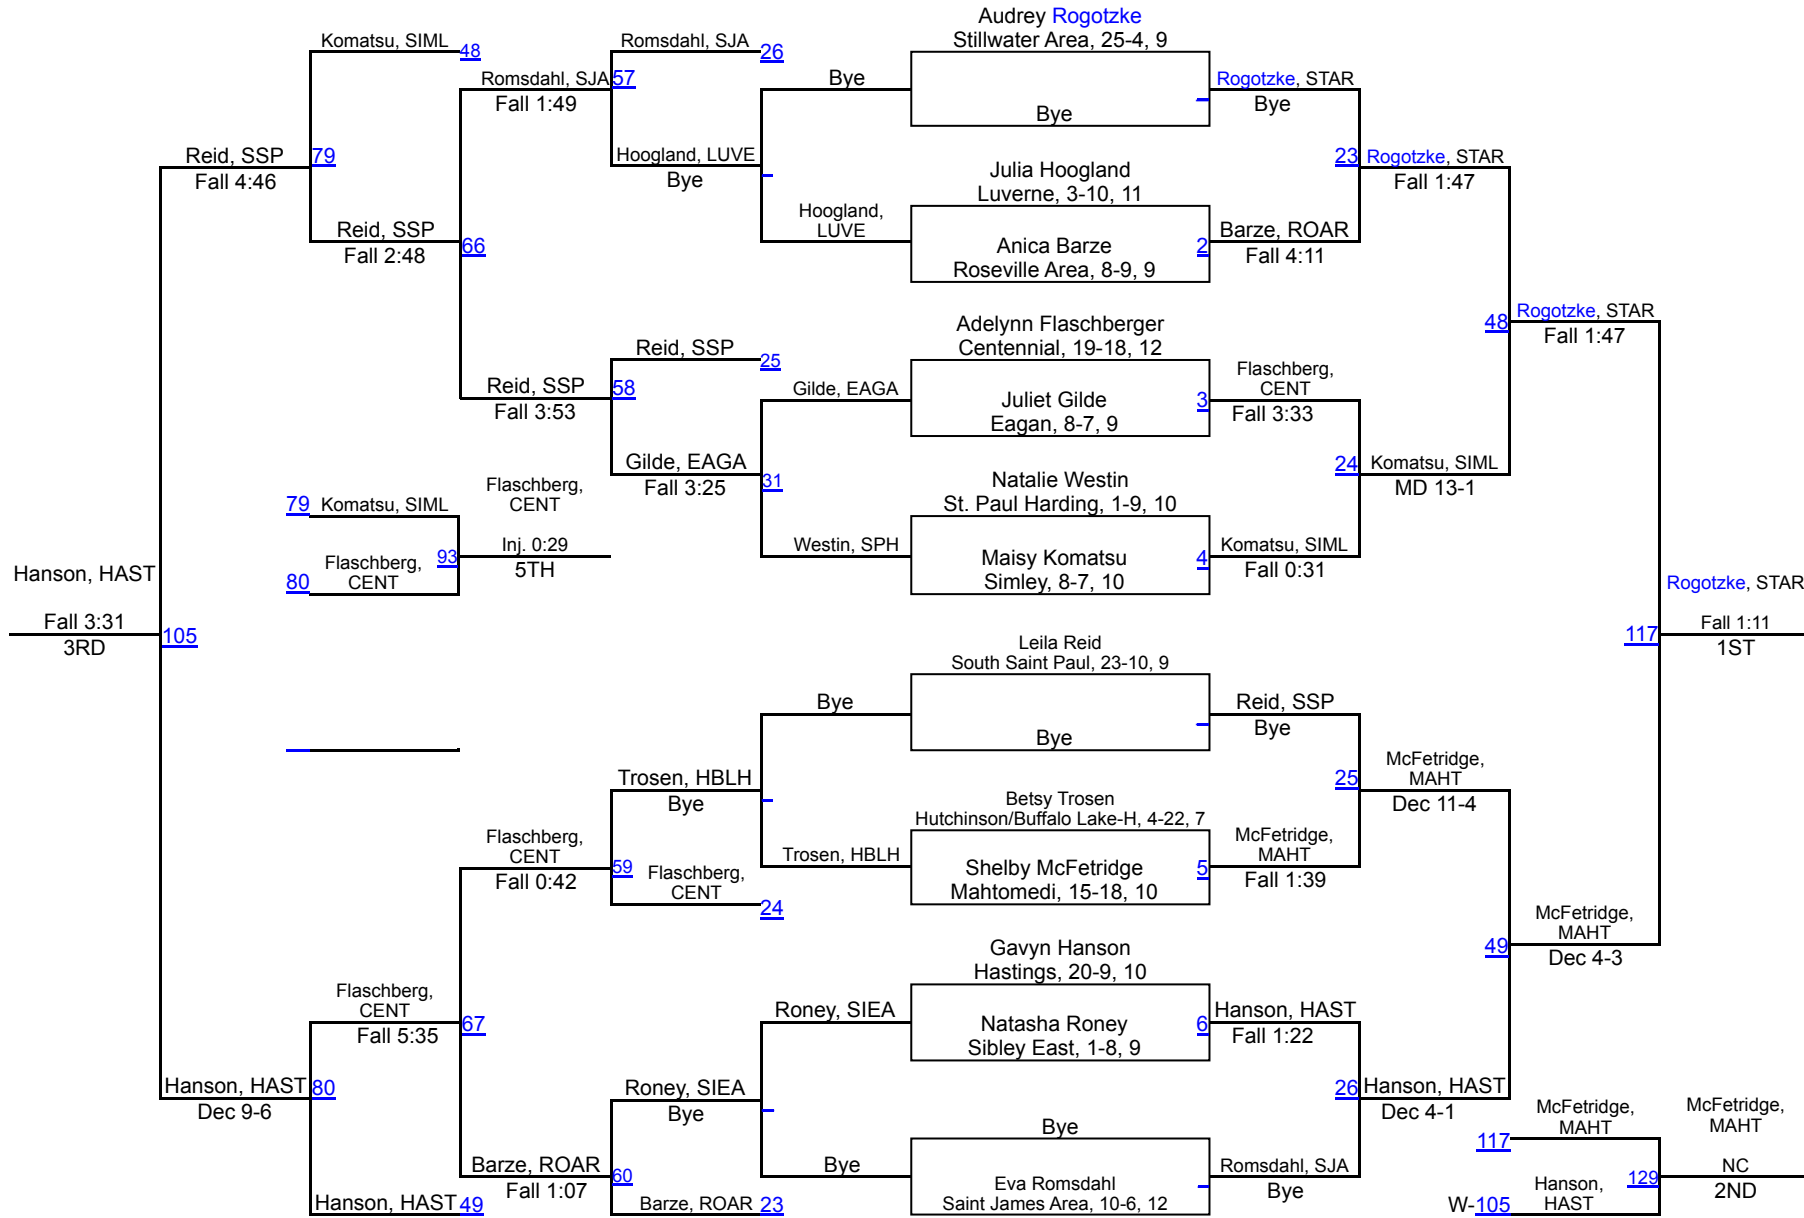 Audrey Rogotzke
Stillwater Area, 25-4, 9
Bye
Julia Hoogland
Luverne, 3-10, 11
Anica Barze
Roseville Area, 8-9, 9
Adelynn Flaschberger
Centennial, 19-18, 12
Juliet Gilde
Eagan, 8-7, 9
Natalie Westin
St. Paul Harding, 1-9, 10
Maisy Komatsu
Simley, 8-7, 10
Leila Reid
South Saint Paul, 23-10, 9
Bye
Betsy Trosen
Hutchinson/Buffalo Lake-H, 4-22, 7
Shelby McFetridge
Mahtomedi, 15-18, 10
Gavyn Hanson
Hastings, 20-9, 10
Natasha Roney
Sibley East, 1-8, 9
Bye
Eva Romsdahl
Saint James Area, 10-6, 12
Rogotzke, STAR
Bye
2
Barze, ROAR
Fall 4:11
3
Flaschberg,
CENT
Fall 3:33
4
Komatsu, SIML
Fall 0:31
Reid, SSP
Bye
5
McFetridge,
MAHT
Fall 1:39
6
Hanson, HAST
Fall 1:22
Romsdahl, SJA
Bye
23
Rogotzke, STAR
Fall 1:47
24
Komatsu, SIML
MD 13-1
25
McFetridge,
MAHT
Dec 11-4
26
Hanson, HAST
Dec 4-1
48
Rogotzke, STAR
Fall 1:47
49
McFetridge,
MAHT
Dec 4-3
117
Rogotzke, STAR
Fall 1:11
1ST
117
McFetridge,
MAHT
W-105
Hanson,
HAST
129
McFetridge,
MAHT
NC
2ND
Bye
Hoogland,
LUVE
Gilde, EAGA
Westin, SPH
Bye
Trosen, HBLH
Roney, SIEA
Bye
Romsdahl, SJA
26
Hoogland, LUVE
Bye
Reid, SSP
25
Gilde, EAGA
Fall 3:25
31
Trosen, HBLH
Bye
Flaschberg,
CENT
24
Roney, SIEA
Bye
Barze, ROAR
23
Romsdahl, SJA
57
Fall 1:49
Reid, SSP
58
Fall 3:53
Flaschberg,
CENT
59
Fall 0:42
Barze, ROAR
60
Fall 1:07
Komatsu, SIML
48
Reid, SSP
66
Fall 2:48
Flaschberg,
CENT
67
Fall 5:35
Hanson, HAST
49
Reid, SSP
79
Fall 4:46
Hanson, HAST
80
Dec 9-6
79
Komatsu, SIML
80
Flaschberg,
CENT
93
Flaschberg,
CENT
Inj. 0:29
5TH
Hanson, HAST
Fall 3:31
105
3RD